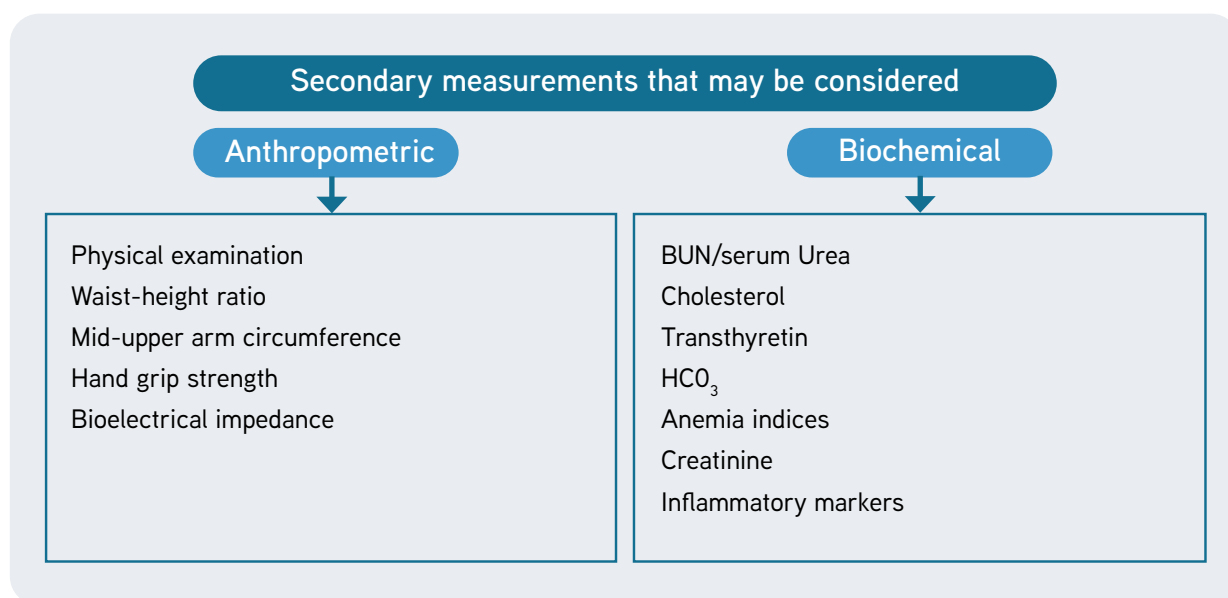 Secondary measurements that may be considered
Anthropometric
Physical examination
Waist-height ratio
Mid-upper arm circumference
Hand grip strength
Bioelectrical impedance
Biochemical
BUN/serum Urea
Cholesterol
Transthyretin
HC0₃
Anemia indices
Creatinine
Inflammatory markers